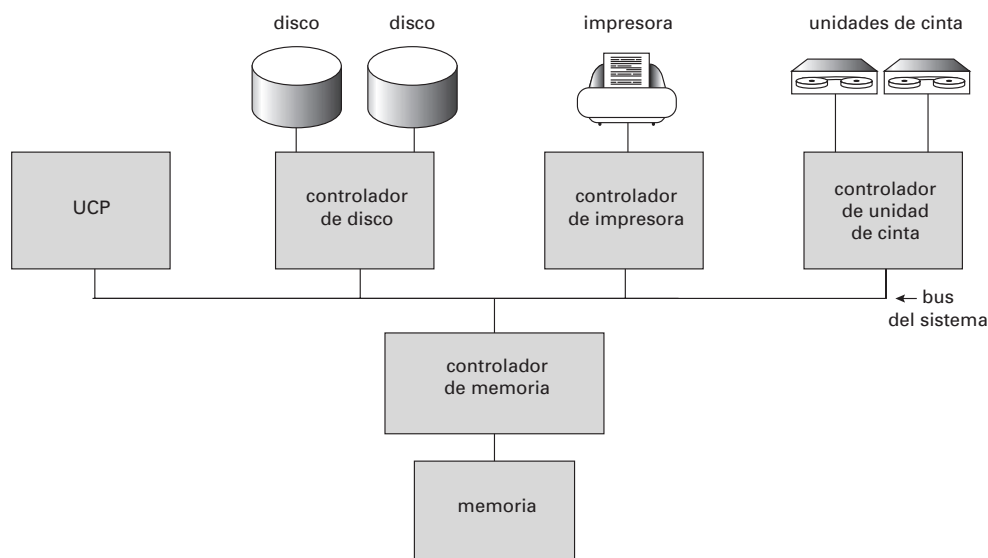 disco
disco
impresora
unidades de cinta
UCP
controlador
de disco
controlador
de impresora
controlador
de unidad
de cinta
bus
del sistema
controlador
de memoria
memoria